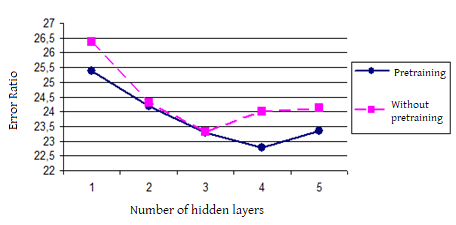 27
26,5
26
25,5
25
24,5
24
23,5
23
22,5
22
Error Ratio
1 2 3 4 5
Number of hidden layers
Pretraining
Without
pretraining